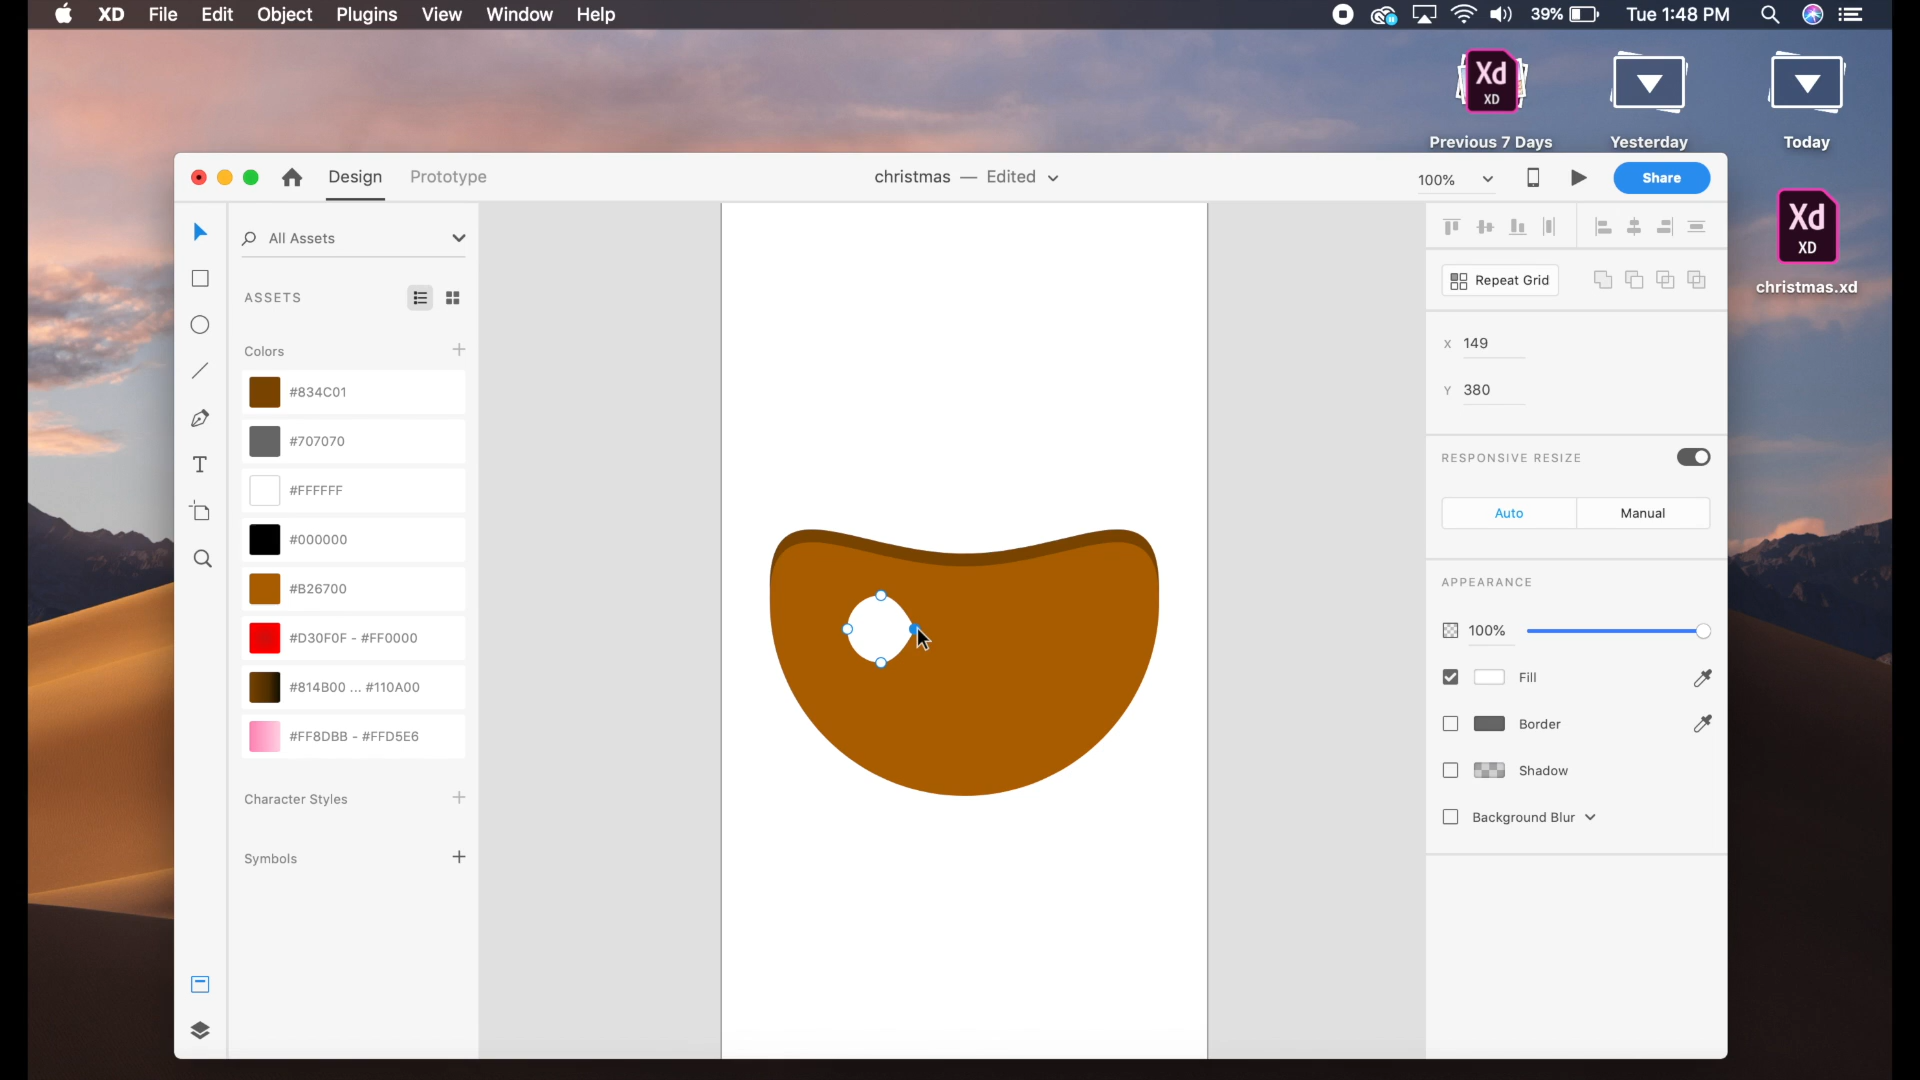 XD File Edit Object Plugins View Window Help 39% Tue 1:48 PM
Xd
XD
Previous 7 Days Yesterday Today
Design Prototype christmas — Edited 100% Share
Xd
XD
christmas.xd
All Assets
ASSETS
Repeat Grid
Colors
X 149
#834C01
Y 380
#707070
RESPONSIVE RESIZE
#FFFFFF
Auto Manual
#000000
#B26700
APPEARANCE
100%
#D30F0F - #FF0000
Fill
#814B00 ... #110A00
Border
#FF8DBB - #FFD5E6
Shadow
Character Styles
Background Blur
Symbols